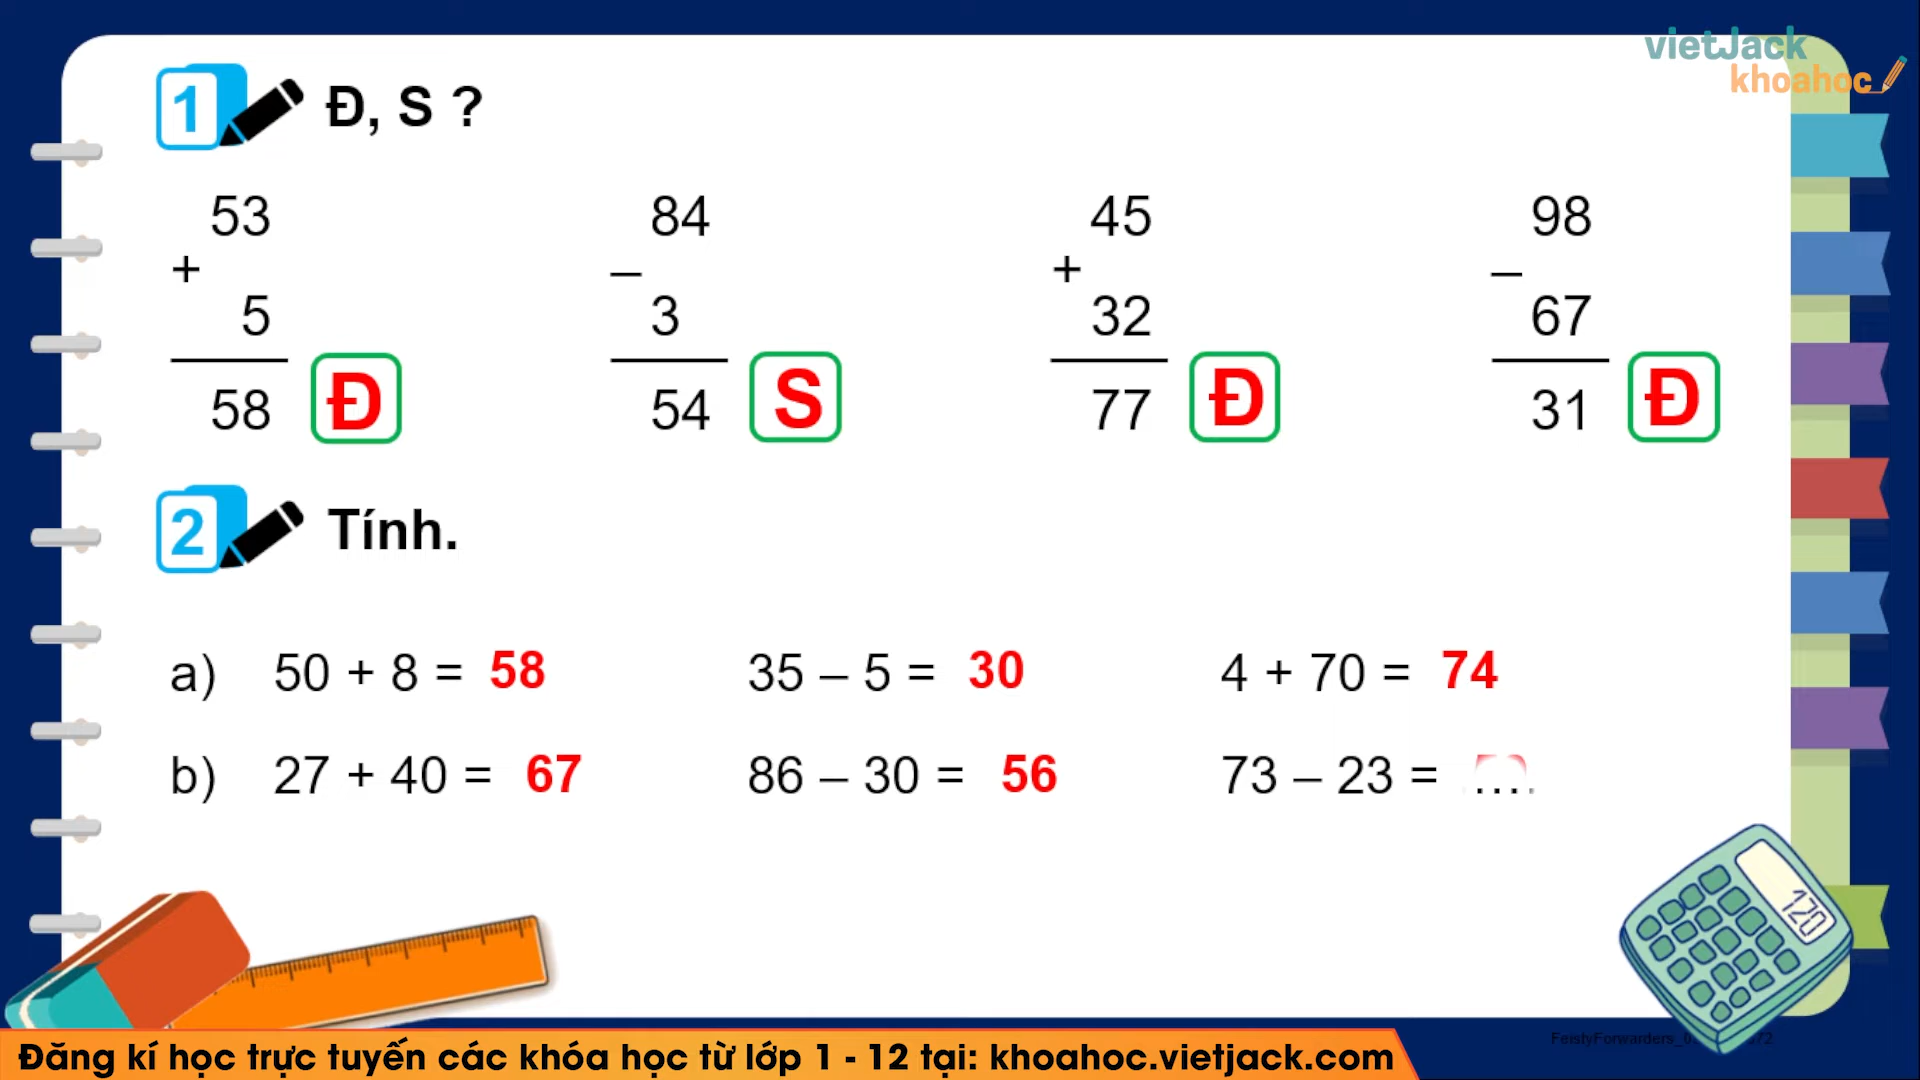 vietJack
khoahoc
1 Đ, S ?
53 84 45 98
+ – + –
5 3 32 67
58 Đ 54 S 77 Đ 31 Đ
2 Tính.
a) 50 + 8 = 58 35 – 5 = 30 4 + 70 = 74
b) 27 + 40 = 67 86 – 30 = 56 73 – 23 =
120
Đăng kí học trực tuyến các khóa học từ lớp 1 - 12 tại: khoahoc.vietjack.com